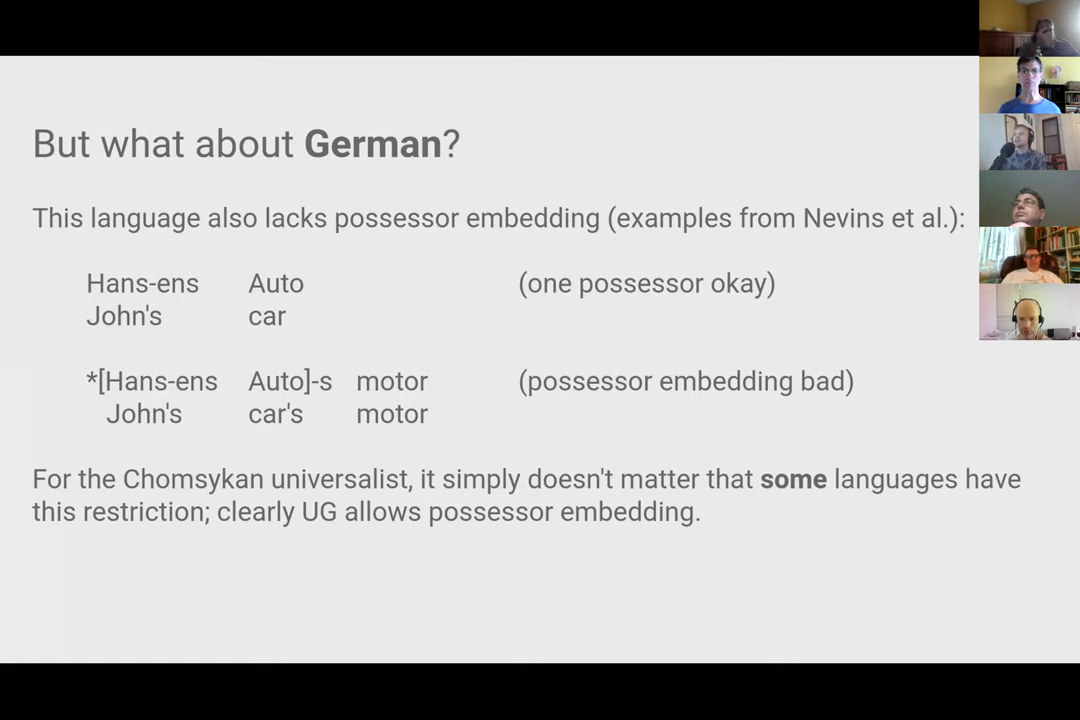 But what about German?
This language also lacks possessor embedding (examples from Nevins et al.):
Hans-ens Auto (one possessor okay)
John's car
*[Hans-ens Auto]-s motor (possessor embedding bad)
John's car's motor
For the Chomsykan universalist, it simply doesn't matter that some languages have
this restriction; clearly UG allows possessor embedding.